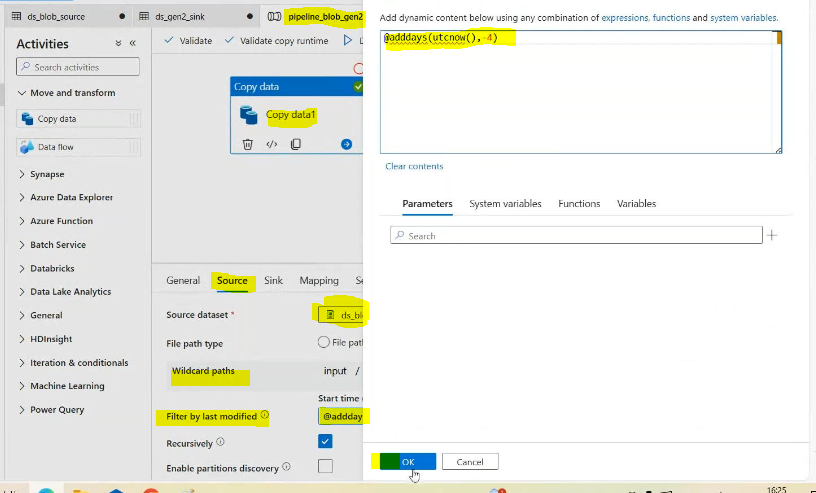 ds_blob_source
ds_gen2_sink
pipeline_blob_gen2
Activities
Search activities
Move and transform
Copy data
Data flow
Synapse
Azure Data Explorer
Azure Function
Batch Service
Databricks
Data Lake Analytics
General
HDInsight
Iteration & conditionals
Machine Learning
Power Query
Validate
Validate copy runtime
Copy data
Copy data1
General
Source
Sink
Mapping
Se
Source dataset *
ds_blo
File path type
File path
Wildcard paths
input /
Start time (
Filter by last modified
@adddays
Recursively
Enable partitions discovery
Add dynamic content below using any combination of expressions, functions and system variables.
@adddays(utcnow(),-4)
Clear contents
Parameters
System variables
Functions
Variables
Search
OK
Cancel
16:25